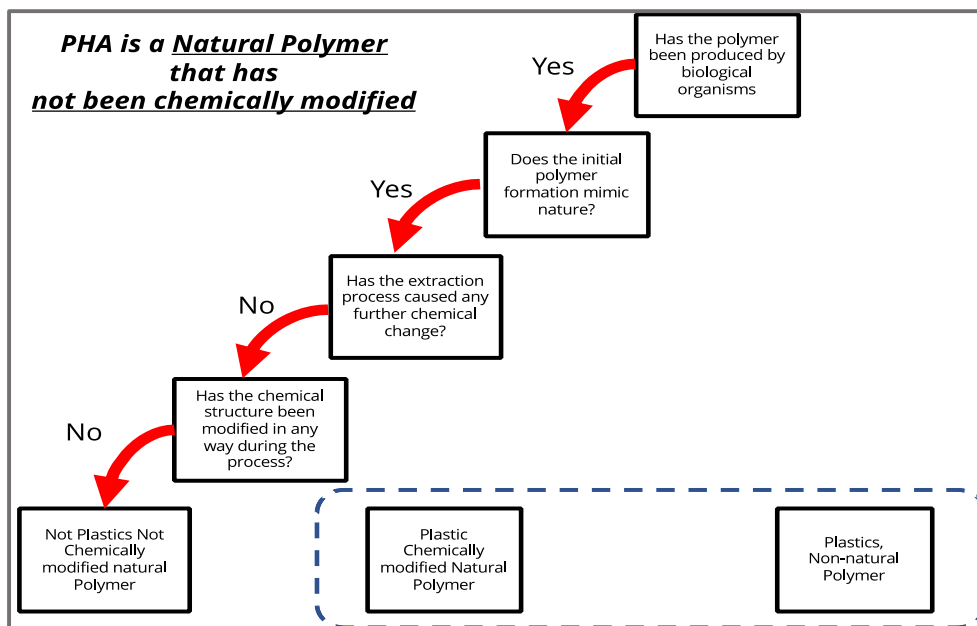 PHA is a Natural Polymer
that has
not been chemically modified
Has the polymer
been produced by
biological
organisms
Yes
Does the initial
polymer
formation mimic
nature?
Yes
Has the extraction
process caused any
further chemical
change?
No
Has the chemical
structure been
modified in any
way during the
process?
No
Not Plastics Not
Chemically
modified natural
Polymer
Plastic
Chemically
modified Natural
Polymer
Plastics,
Non-natural
Polymer